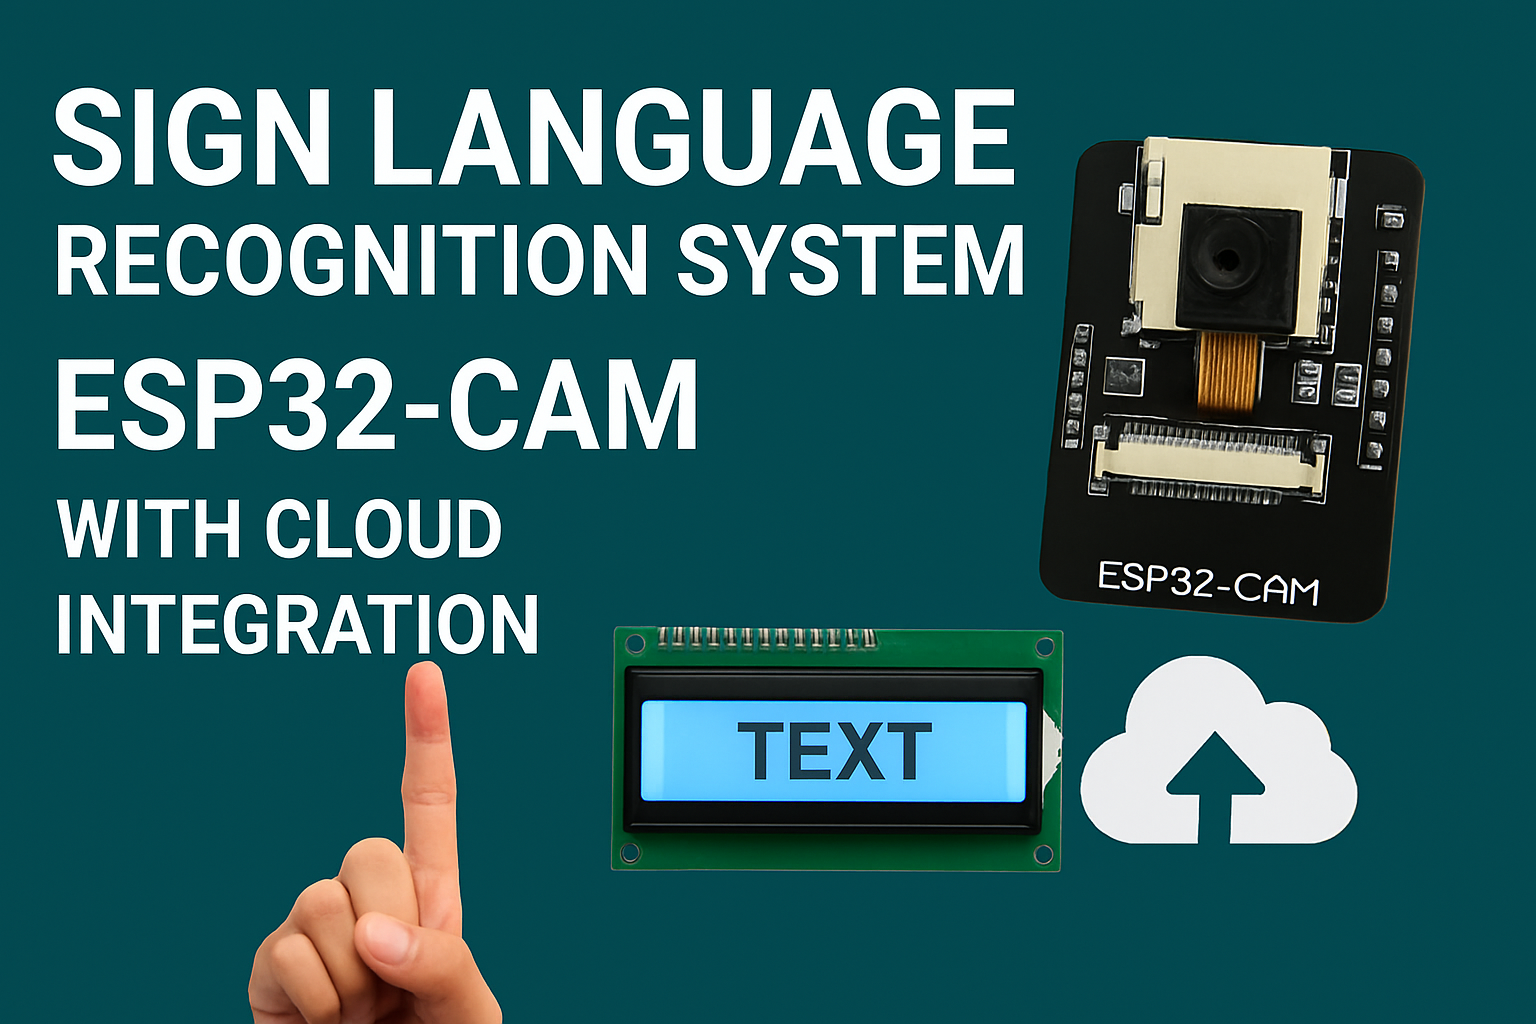 SIGN LANGUAGE
RECOGNITION SYSTEM
ESP32-CAM
WITH CLOUD
INTEGRATION
ESP32-CAM
TEXT